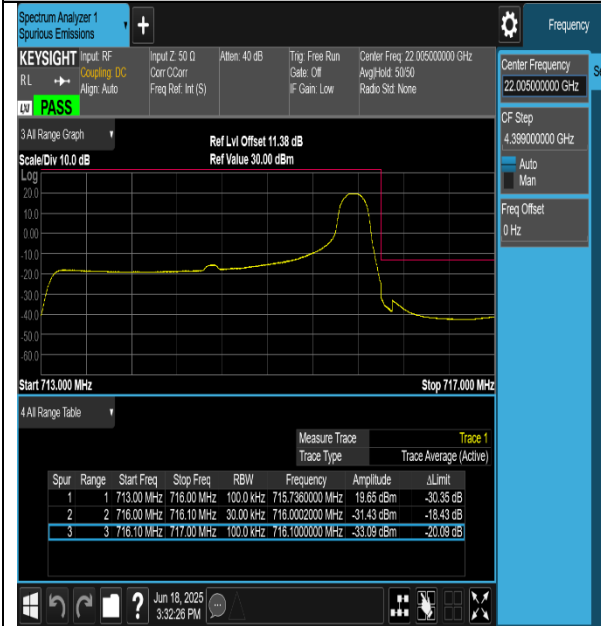 Spectrum Analyzer 1
Spurious Emissions
Frequency
KEYSIGHT
RL
LXI PASS
Input: RF
Coupling: DC
Align: Auto
Input Z: 50 Ω
Corr CCorr
Freq Ref: Int (S)
Atten: 40 dB
Trig: Free Run
Gate: Off
IF Gain: Low
Center Freq: 22.005000000 GHz
Avg|Hold: 50/50
Radio Std: None
Center Frequency
22.005000000 GHz
CF Step
4.399000000 GHz
Auto
Man
Freq Offset
0 Hz
3 All Range Graph
Scale/Div 10.0 dB
Ref Lvl Offset 11.38 dB
Ref Value 30.00 dBm
Log
20.0
10.0
0.00
-10.0
-20.0
-30.0
-40.0
-50.0
-60.0
Start 713.000 MHz
Stop 717.000 MHz
4 All Range Table
Measure Trace Trace 1
Trace Type Trace Average (Active)
Spur Range Start Freq Stop Freq RBW Frequency Amplitude ΔLimit
1 1 713.00 MHz 716.00 MHz 100.0 kHz 715.7360000 MHz 19.65 dBm -30.35 dB
2 2 716.00 MHz 716.10 MHz 30.00 kHz 716.0002000 MHz -31.43 dBm -18.43 dB
3 3 716.10 MHz 717.00 MHz 100.0 kHz 716.1000000 MHz -33.09 dBm -20.09 dB
Jun 18, 2025
3:32:26 PM